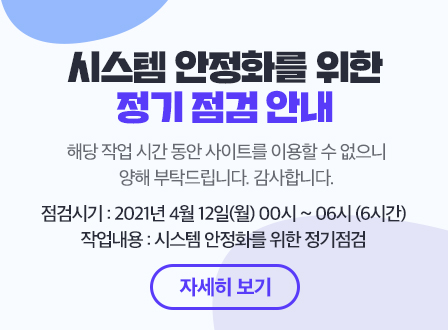 시스템 안정화를 위한
정기 점검 안내
해당 작업 시간 동안 사이트를 이용할 수 없으니
양해 부탁드립니다. 감사합니다.
점검시기 : 2021년 4월 12일(월) 00시 ~ 06시 (6시간)
작업내용 : 시스템 안정화를 위한 정기점검
자세히 보기